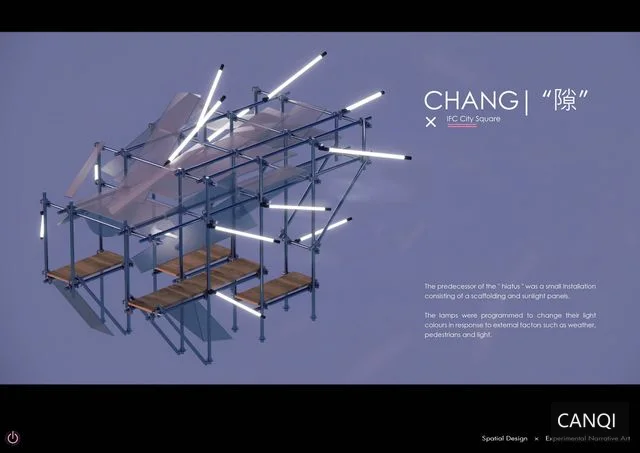 CHANG| “隙”
× IFC City Square
The predecessor of the " hiatus " was a small installation
consisting of a scaffolding and sunlight panels.
The lamps were programmed to change their light
colours in response to external factors such as weather,
pedestrians and light.
CANQI
Spatial Design × Experimental Narrative Art